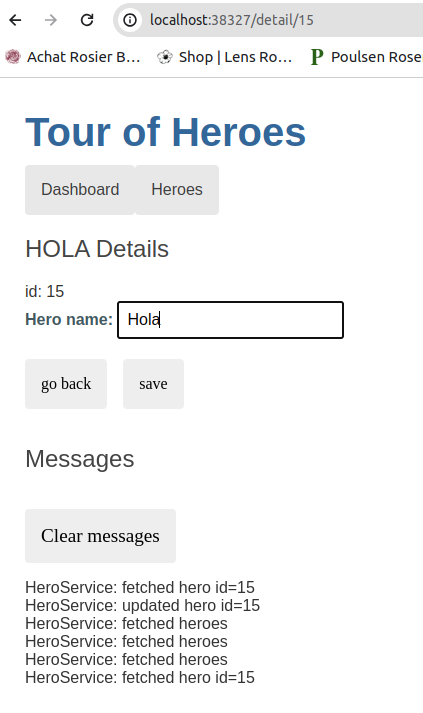 localhost:38327/detail/15
Achat Rosier B… Shop | Lens Ro… Poulsen Rose
Tour of Heroes
Dashboard Heroes
HOLA Details
id: 15
Hero name: Hola
go back save
Messages
Clear messages
HeroService: fetched hero id=15
HeroService: updated hero id=15
HeroService: fetched heroes
HeroService: fetched heroes
HeroService: fetched heroes
HeroService: fetched hero id=15